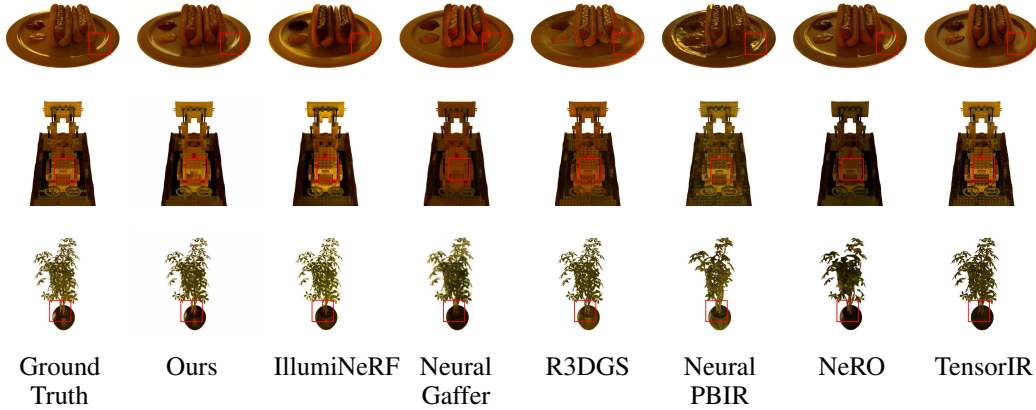 Ground Truth
Ours
IllumiNeRF
Neural Gaffer
R3DGS
Neural PBIR
NeRO
TensorIR